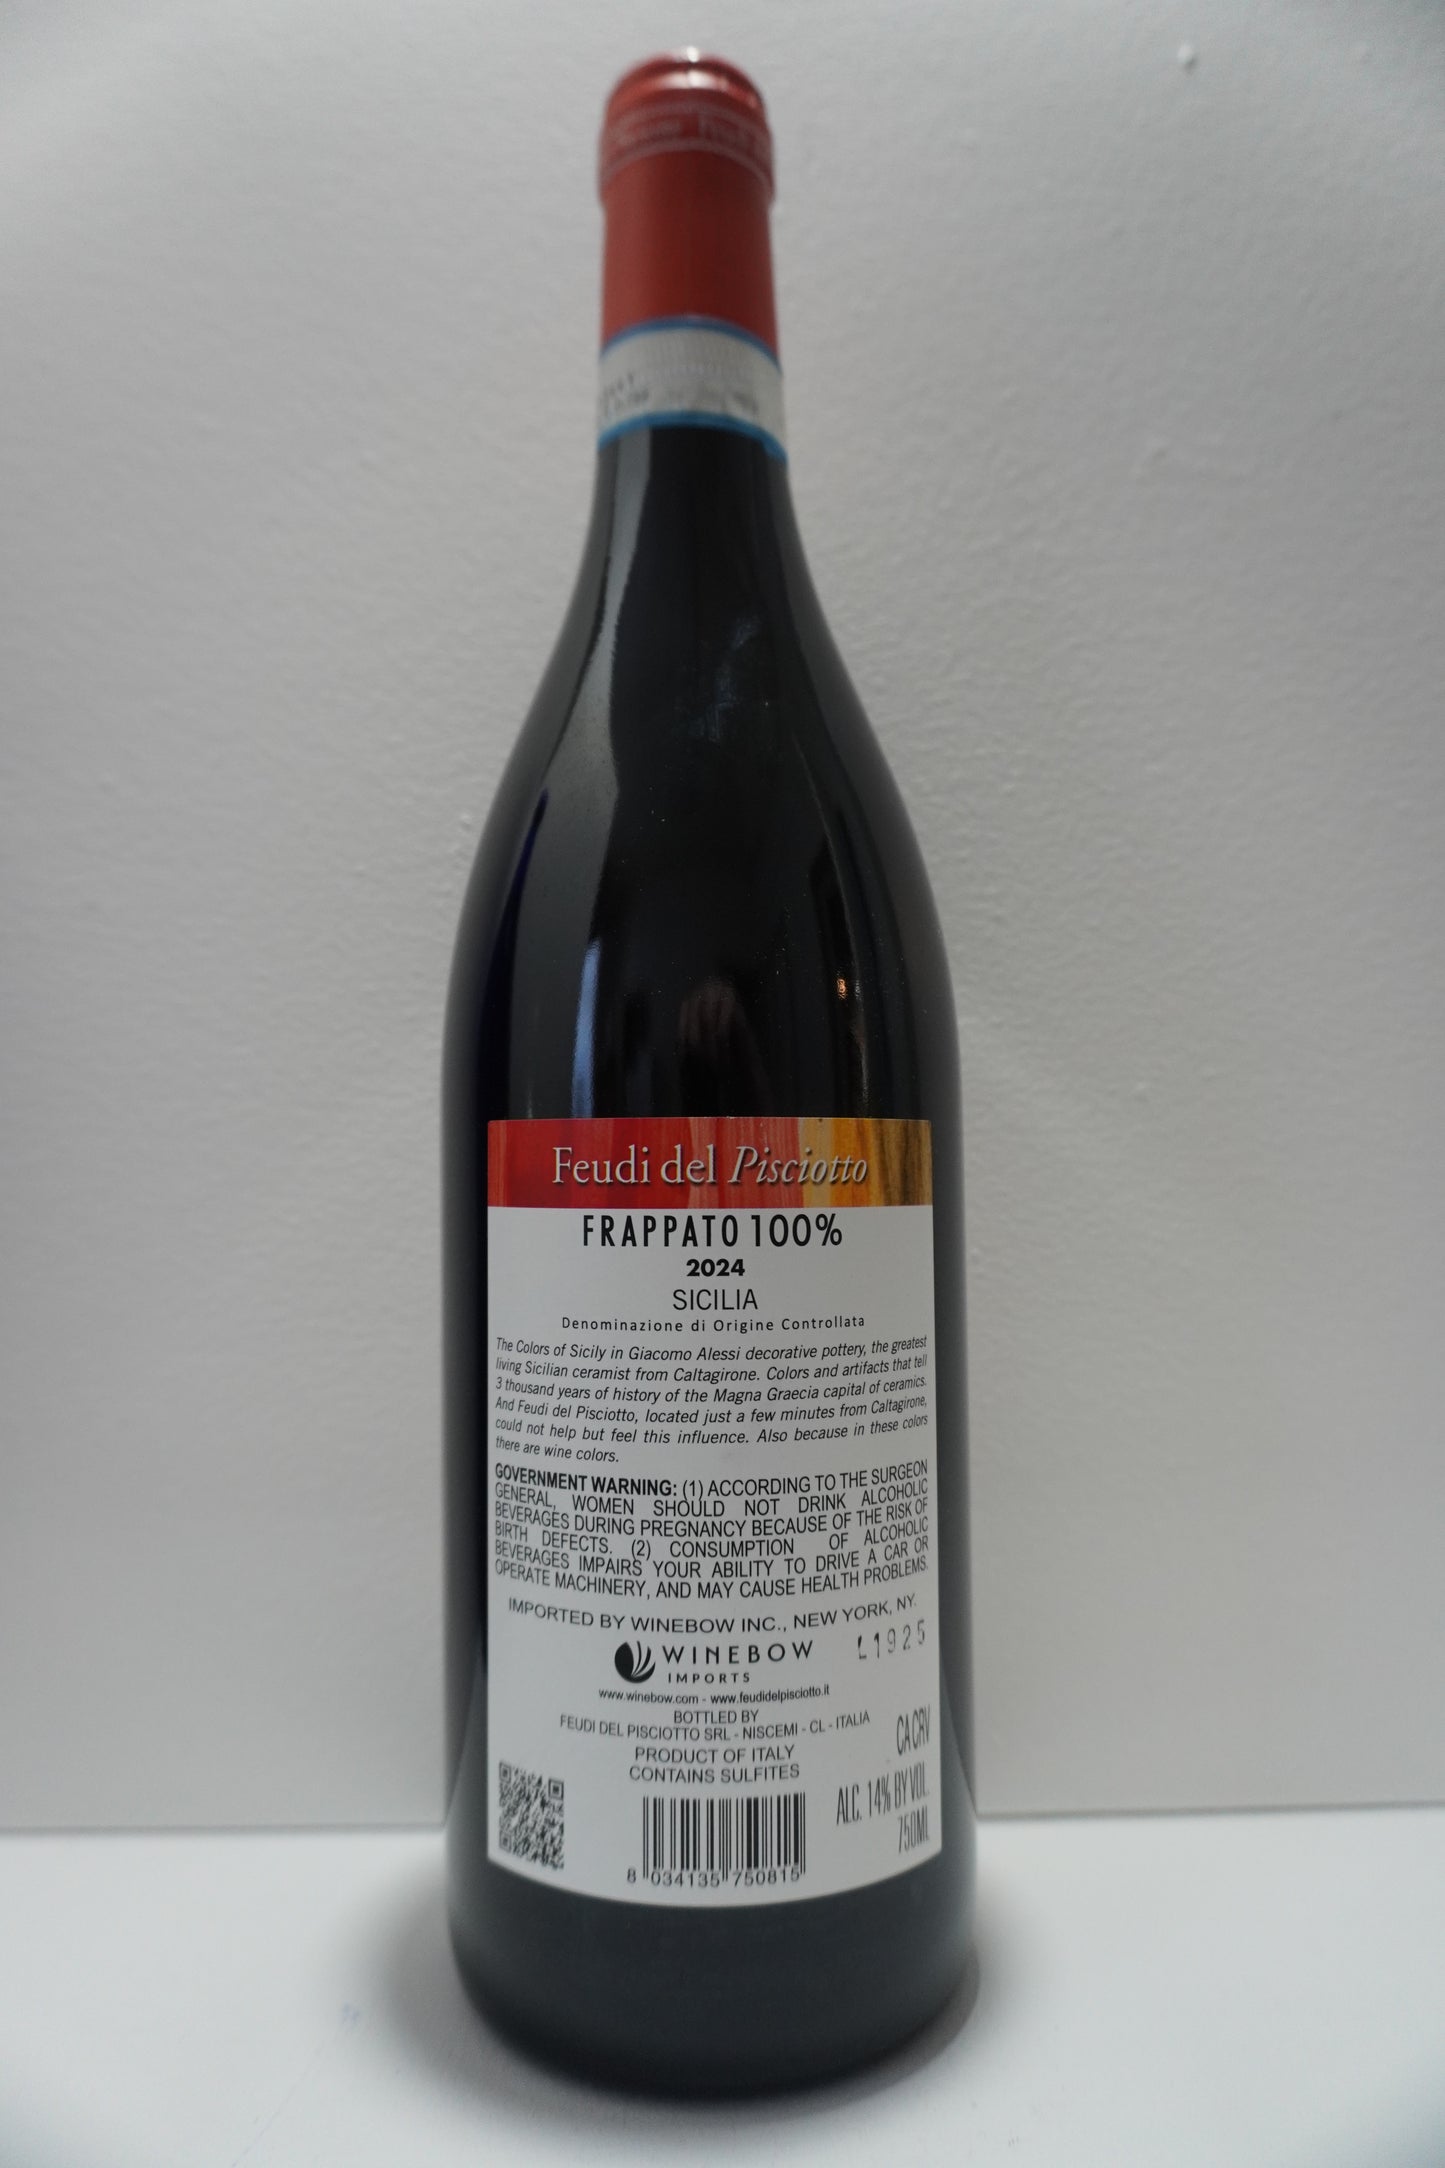 Feudi del Pisciotto
FRAPPATO 100%
2024
SICILIA
Denominazione di Origine Controllata
The Colors of Sicily in Giacomo Alessi decorative pottery, the greatest
living Sicilian ceramist from Caltagirone. Colors and artifacts that tell
3 thousand years of history of the Magna Graecia capital of ceramics.
And Feudi del Pisciotto, located just a few minutes from Caltagirone,
could not help but feel this influence. Also because in these colors
there are wine colors.
GOVERNMENT WARNING: (1) ACCORDING TO THE SURGEON
GENERAL, WOMEN SHOULD NOT DRINK ALCOHOLIC
BEVERAGES DURING PREGNANCY BECAUSE OF THE RISK OF
BIRTH DEFECTS. (2) CONSUMPTION OF ALCOHOLIC
BEVERAGES IMPAIRS YOUR ABILITY TO DRIVE A CAR OR
OPERATE MACHINERY, AND MAY CAUSE HEALTH PROBLEMS.
IMPORTED BY WINEBOW INC., NEW YORK, NY.
WINEBOW
IMPORTS
L1925
www.winebow.com - www.feudidelpisciotto.it
BOTTLED BY
FEUDI DEL PISCIOTTO SRL - NISCEMI - CL - ITALIA
PRODUCT OF ITALY
CONTAINS SULFITES
CA CRV
ALC. 14% BY VOL.
750ML
8 034135 750815